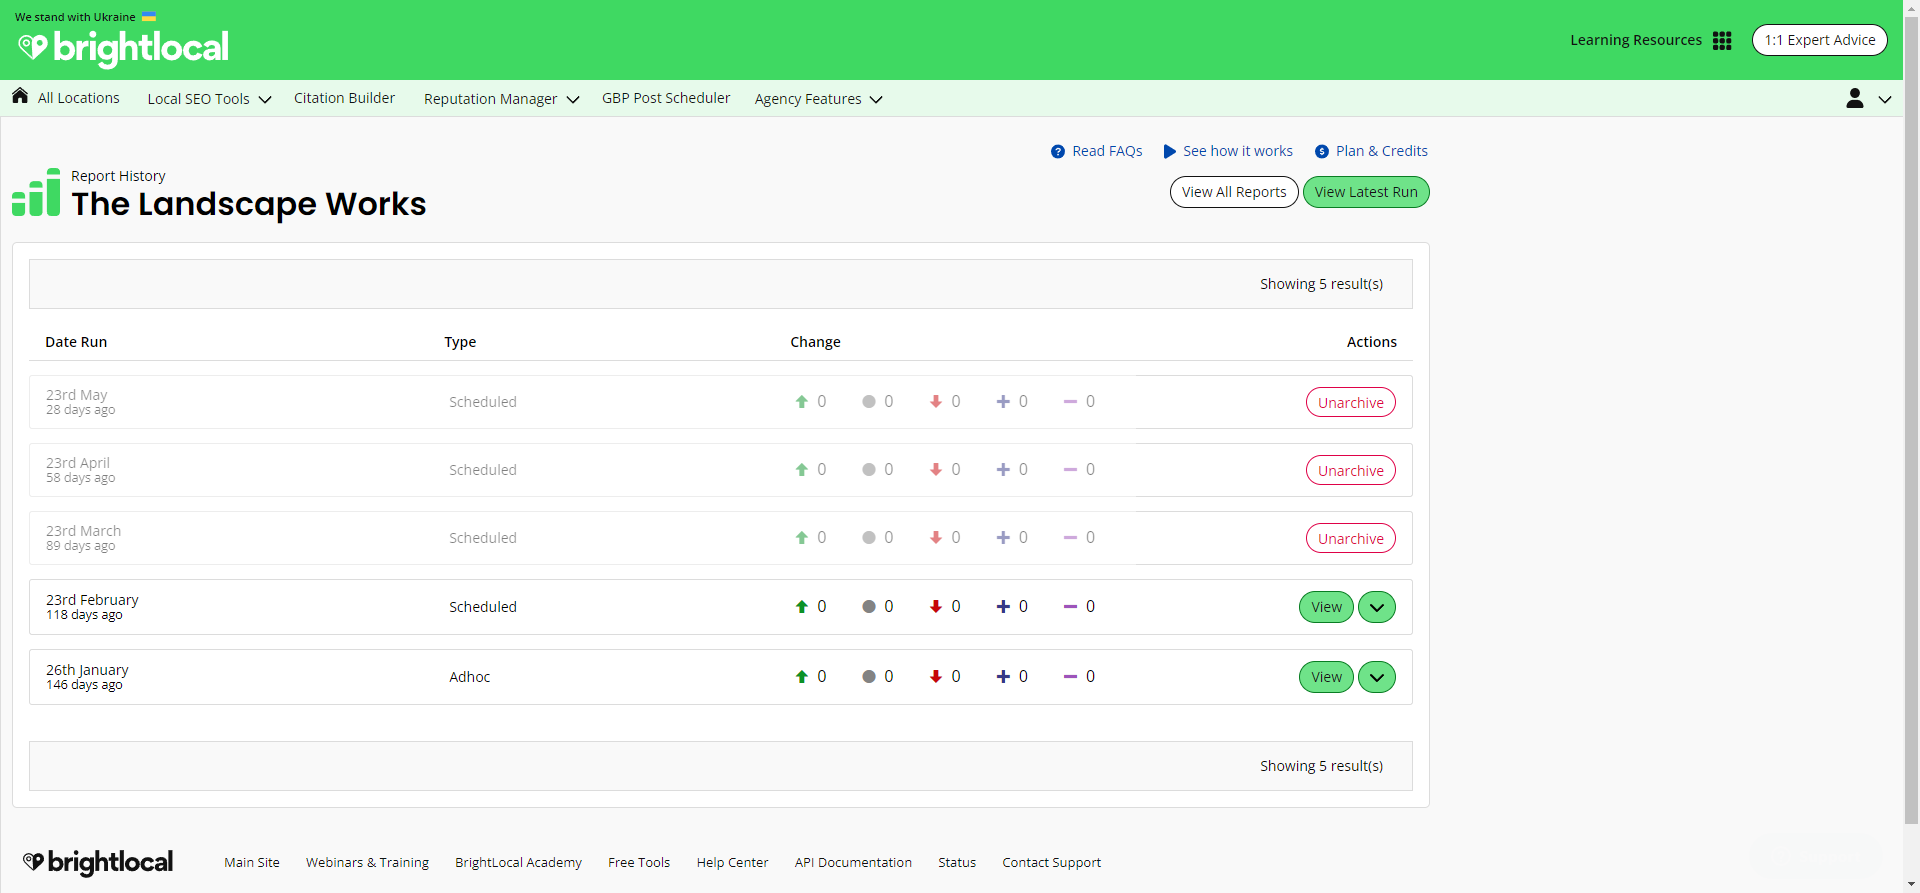 We stand with Ukraine
brightlocal
Learning Resources
1:1 Expert Advice
All Locations
Local SEO Tools
Citation Builder
Reputation Manager
GBP Post Scheduler
Agency Features
Read FAQs
See how it works
Plan & Credits
Report History
The Landscape Works
View All Reports
View Latest Run
Showing 5 result(s)
Date Run Type Change Actions
23rd May
28 days ago
Scheduled 0 0 0 0 0 Unarchive
23rd April
58 days ago
Scheduled 0 0 0 0 0 Unarchive
23rd March
89 days ago
Scheduled 0 0 0 0 0 Unarchive
23rd February
118 days ago
Scheduled 0 0 0 0 0 View
26th January
146 days ago
Adhoc 0 0 0 0 0 View
Showing 5 result(s)
brightlocal
Main Site Webinars & Training BrightLocal Academy Free Tools Help Center API Documentation Status Contact Support